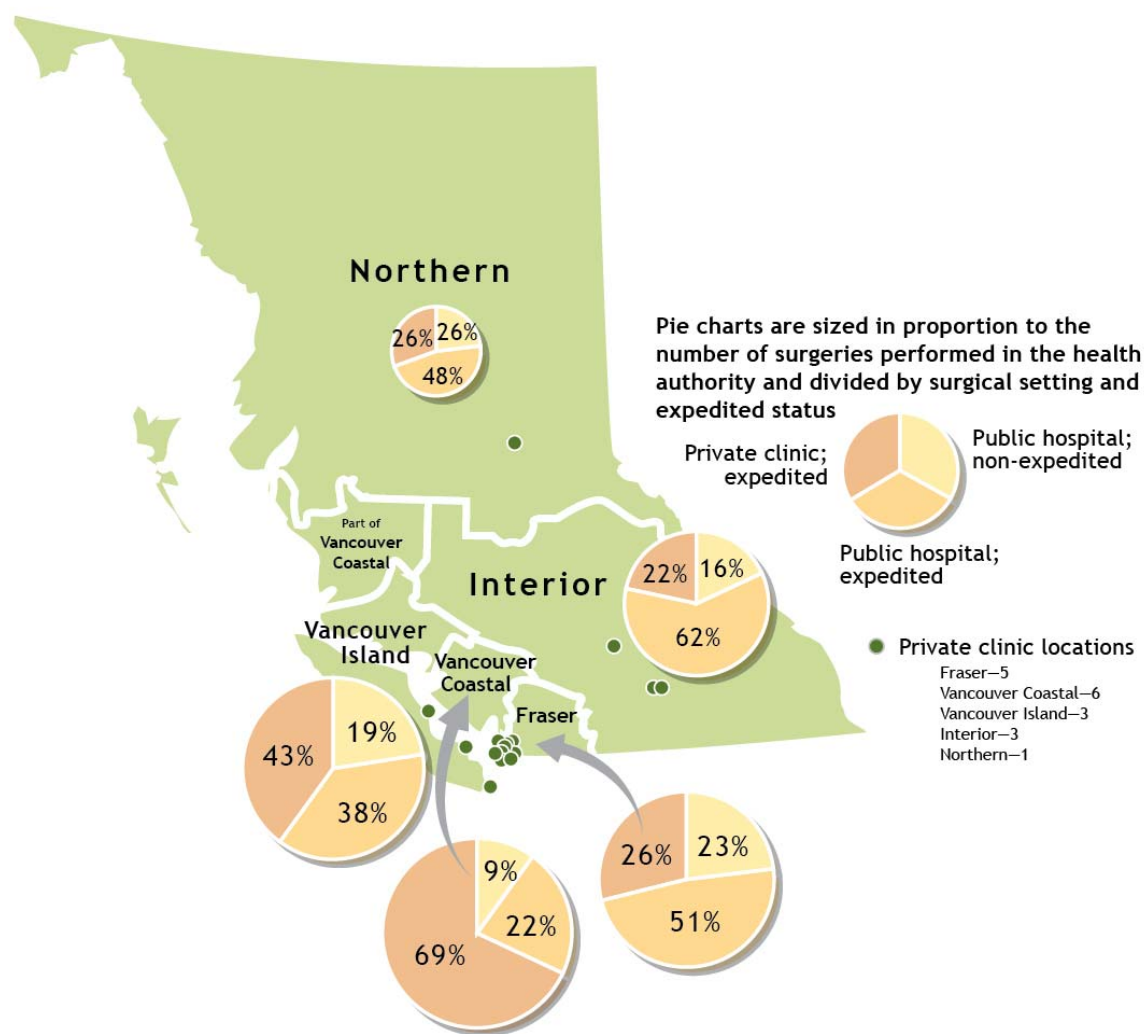 Northern
26%
26%
48%
Pie charts are sized in proportion to the
number of surgeries performed in the health
authority and divided by surgical setting and
expedited status
Private clinic;
expedited
Public hospital;
non-expedited
Public hospital;
expedited
Part of
Vancouver
Coastal
Interior
22%
16%
62%
Vancouver
Island
Vancouver
Coastal
Fraser
Private clinic locations
Fraser—5
Vancouver Coastal—6
Vancouver Island—3
Interior—3
Northern—1
43%
19%
38%
69%
9%
22%
26%
23%
51%